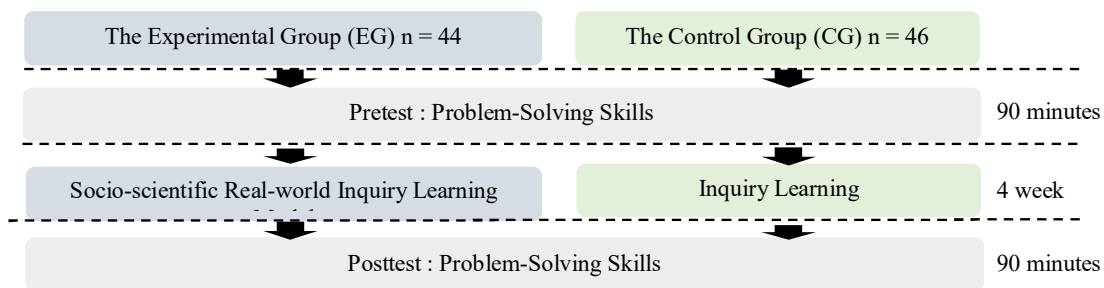 The Experimental Group (EG) n = 44
The Control Group (CG) n = 46
Pretest : Problem-Solving Skills
90 minutes
Socio-scientific Real-world Inquiry Learning
Inquiry Learning
4 week
Posttest : Problem-Solving Skills
90 minutes